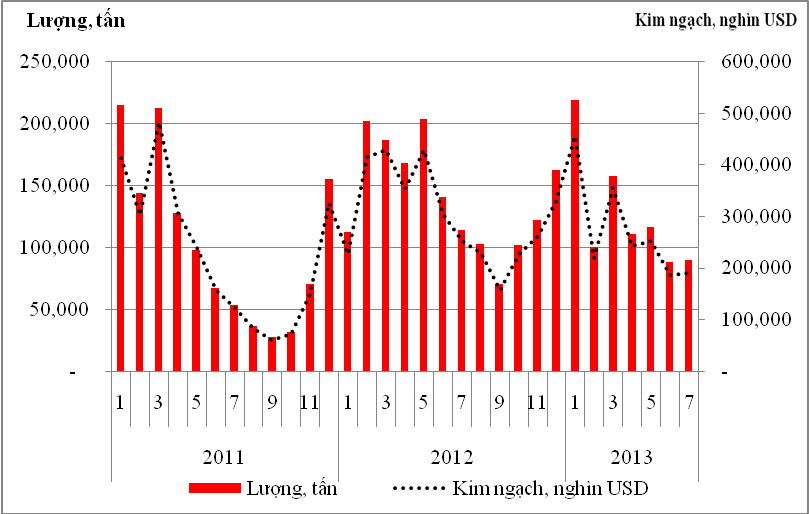 Lượng, tấn Kim ngạch, nghìn USD
250,000 600,000
200,000 500,000
150,000 400,000
100,000 300,000
50,000 200,000
- 100,000
-
1 3 5 7 9 11 1 3 5 7 9 11 1 3 5 7
2011 2012 2013
Lượng, tấn Kim ngạch, nghìn USD